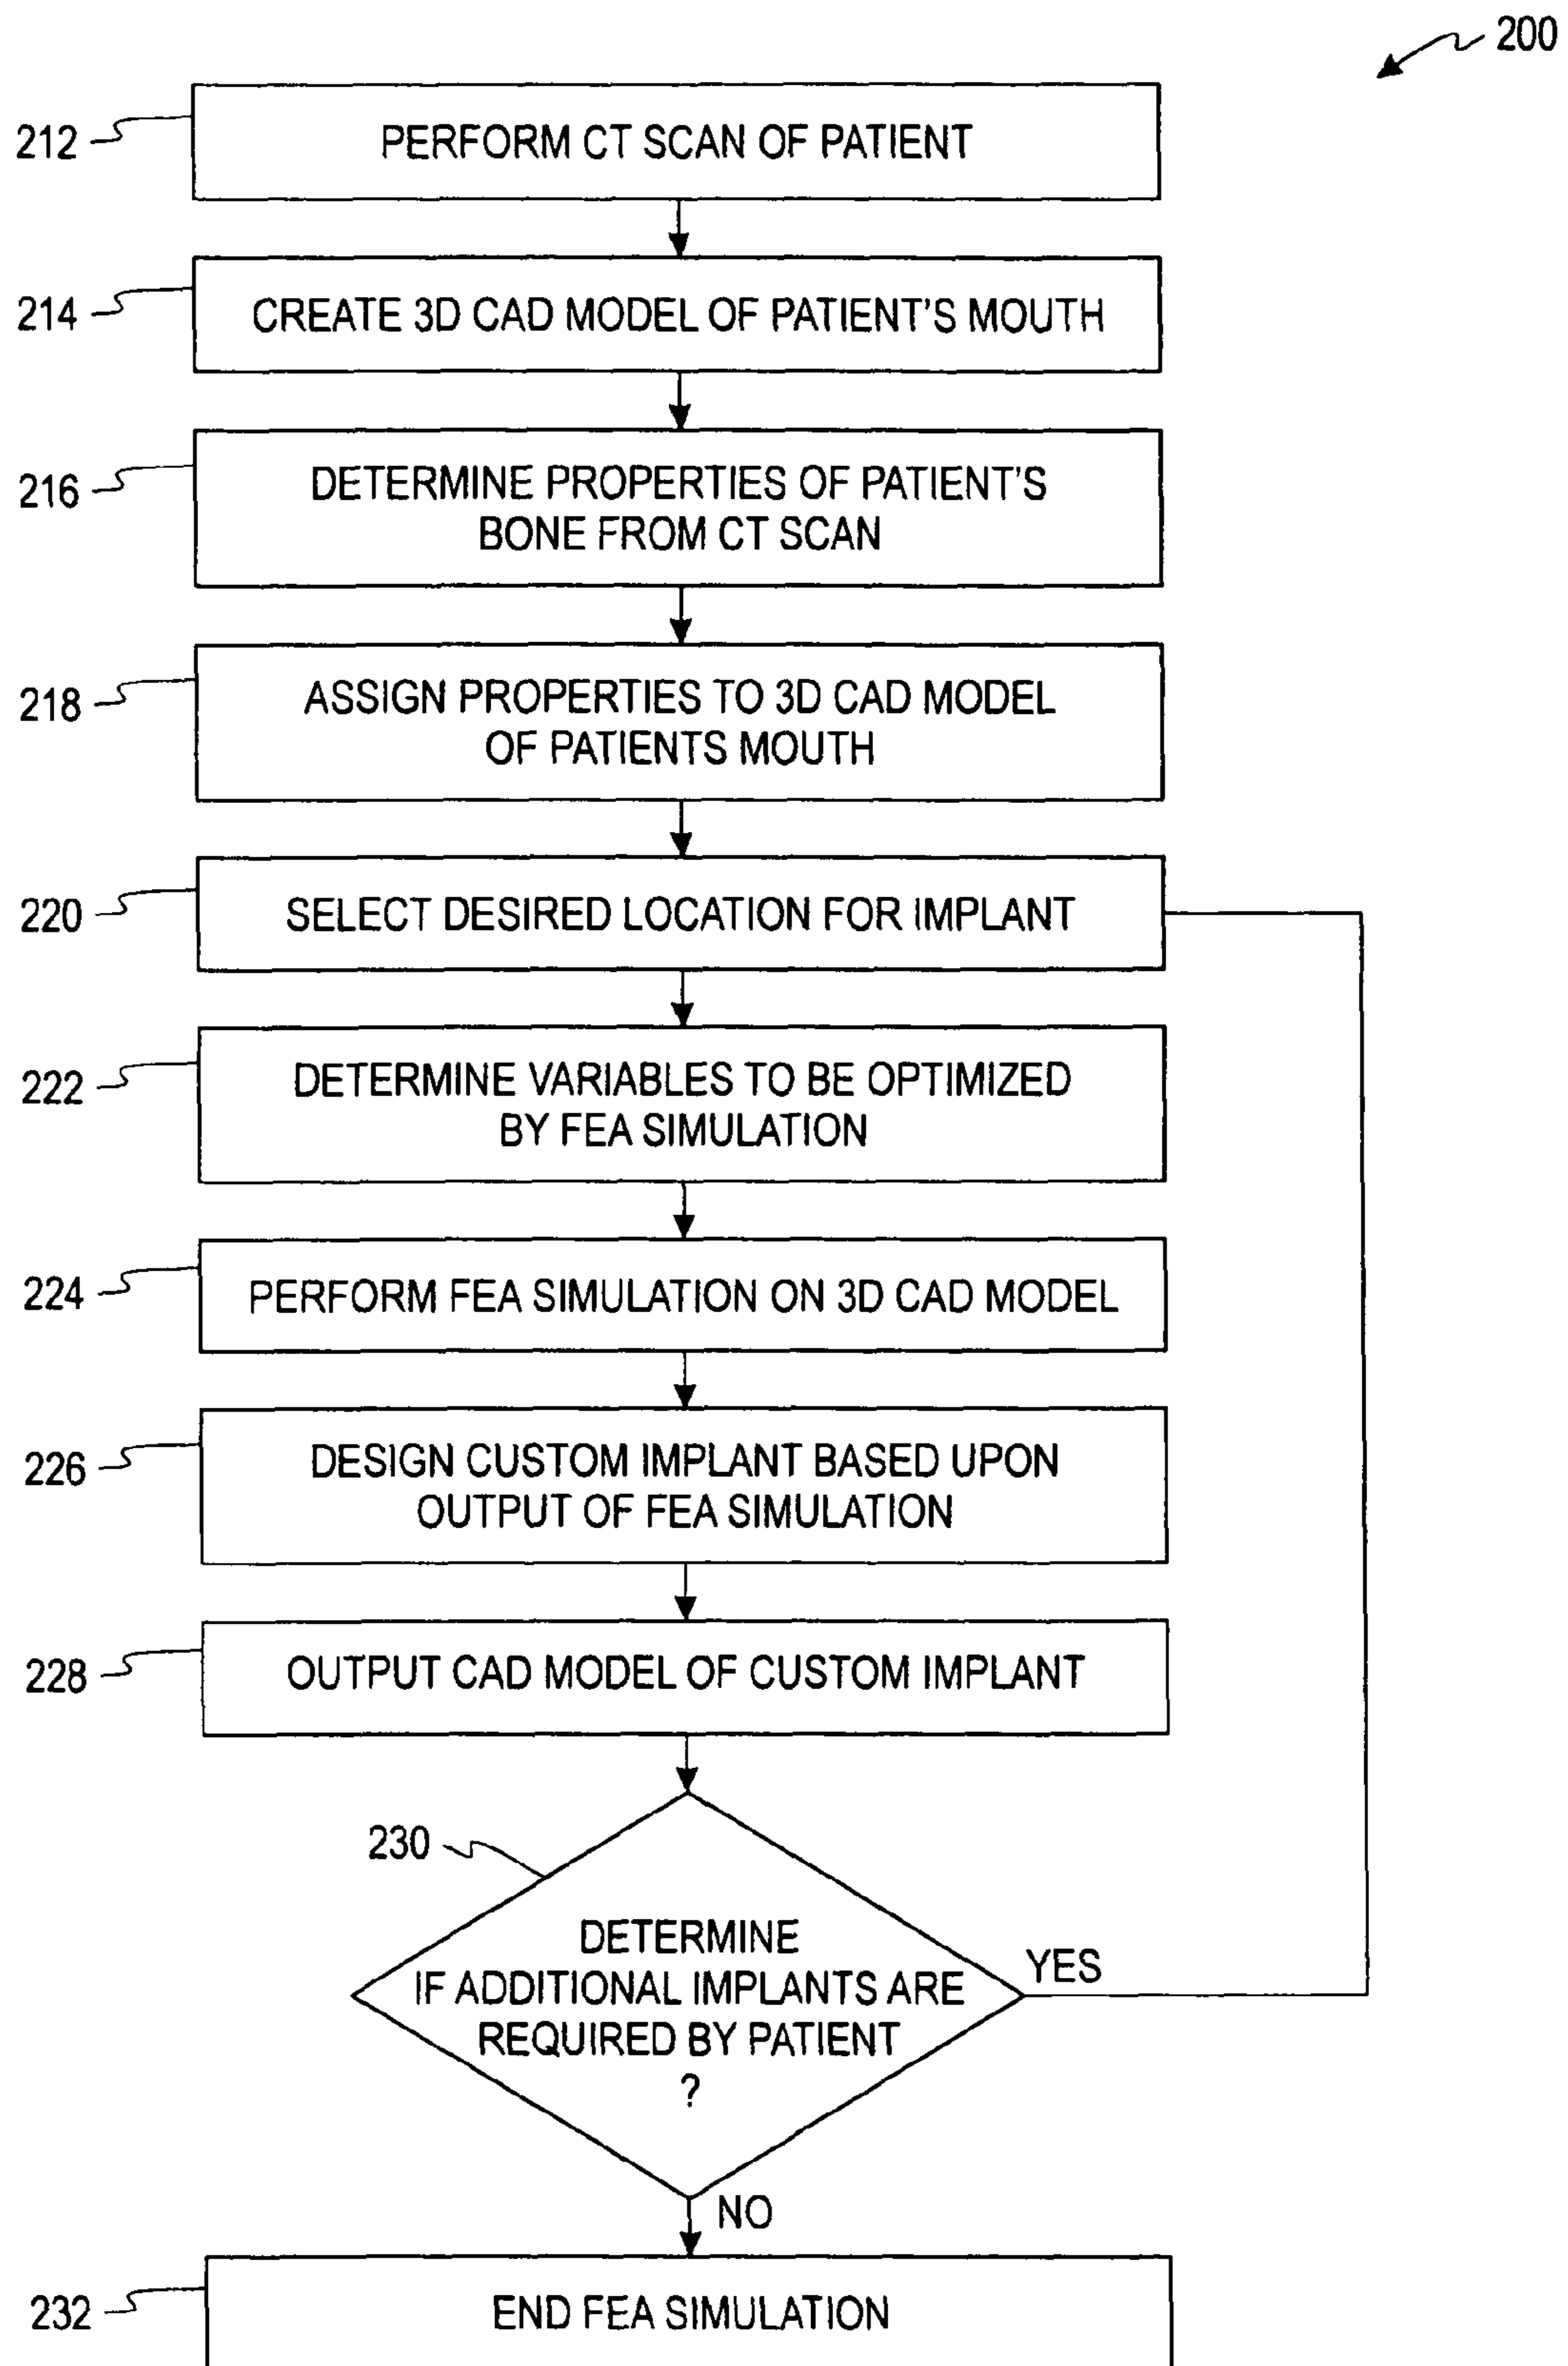 200
212
PERFORM CT SCAN OF PATIENT
214
CREATE 3D CAD MODEL OF PATIENT'S MOUTH
216
DETERMINE PROPERTIES OF PATIENT'S
BONE FROM CT SCAN
218
ASSIGN PROPERTIES TO 3D CAD MODEL
OF PATIENTS MOUTH
220
SELECT DESIRED LOCATION FOR IMPLANT
222
DETERMINE VARIABLES TO BE OPTIMIZED
BY FEA SIMULATION
224
PERFORM FEA SIMULATION ON 3D CAD MODEL
226
DESIGN CUSTOM IMPLANT BASED UPON
OUTPUT OF FEA SIMULATION
228
OUTPUT CAD MODEL OF CUSTOM IMPLANT
230
DETERMINE
IF ADDITIONAL IMPLANTS ARE
REQUIRED BY PATIENT
?
YES
NO
232
END FEA SIMULATION